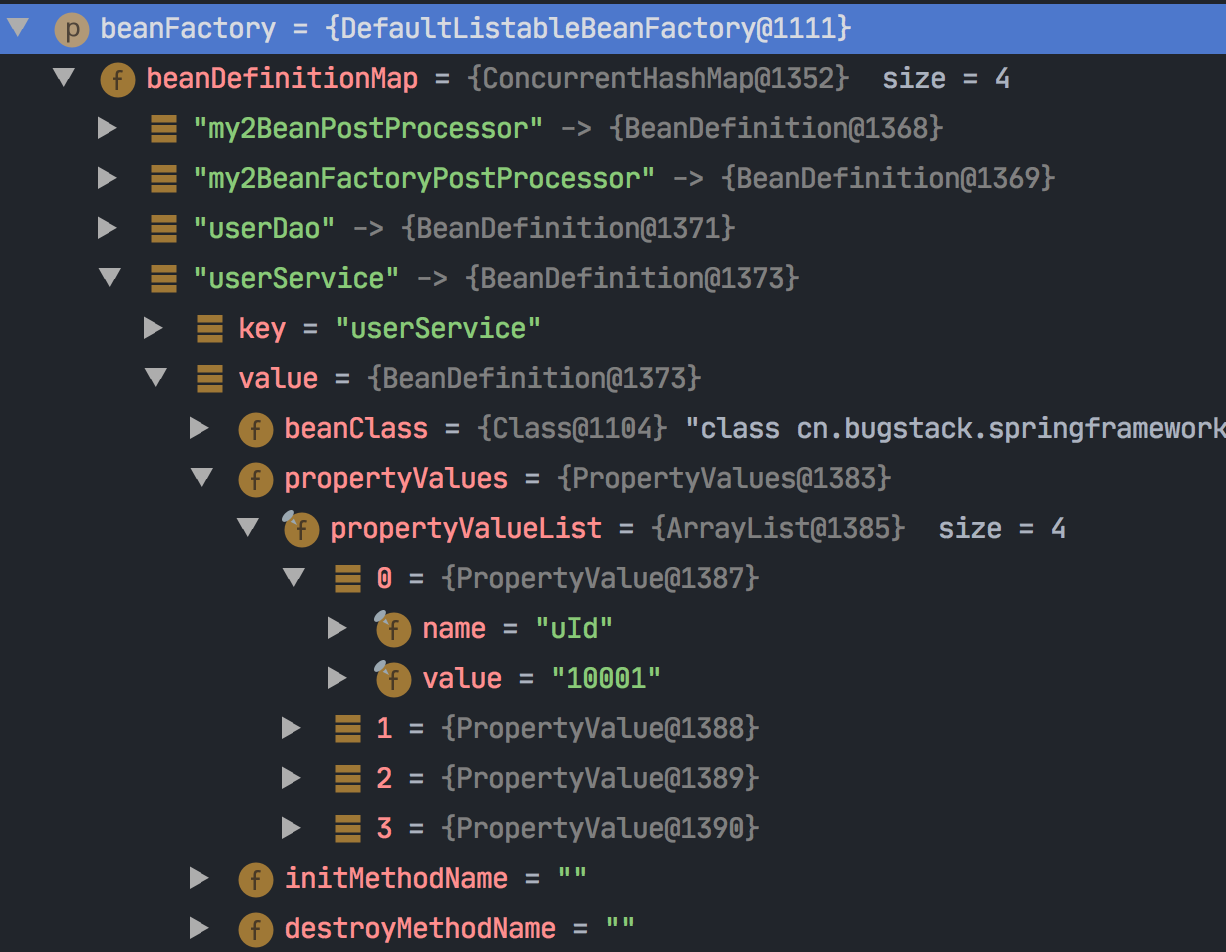 p beanFactory = {DefaultListableBeanFactory@1111}
f beanDefinitionMap = {ConcurrentHashMap@1352} size = 4
"my2BeanPostProcessor" -> {BeanDefinition@1368}
"my2BeanFactoryPostProcessor" -> {BeanDefinition@1369}
"userDao" -> {BeanDefinition@1371}
"userService" -> {BeanDefinition@1373}
key = "userService"
value = {BeanDefinition@1373}
f beanClass = {Class@1104} "class cn.bugstack.springframework
f propertyValues = {PropertyValues@1383}
f propertyValueList = {ArrayList@1385} size = 4
0 = {PropertyValue@1387}
f name = "uId"
f value = "10001"
1 = {PropertyValue@1388}
2 = {PropertyValue@1389}
3 = {PropertyValue@1390}
f initMethodName = ""
f destroyMethodName = ""